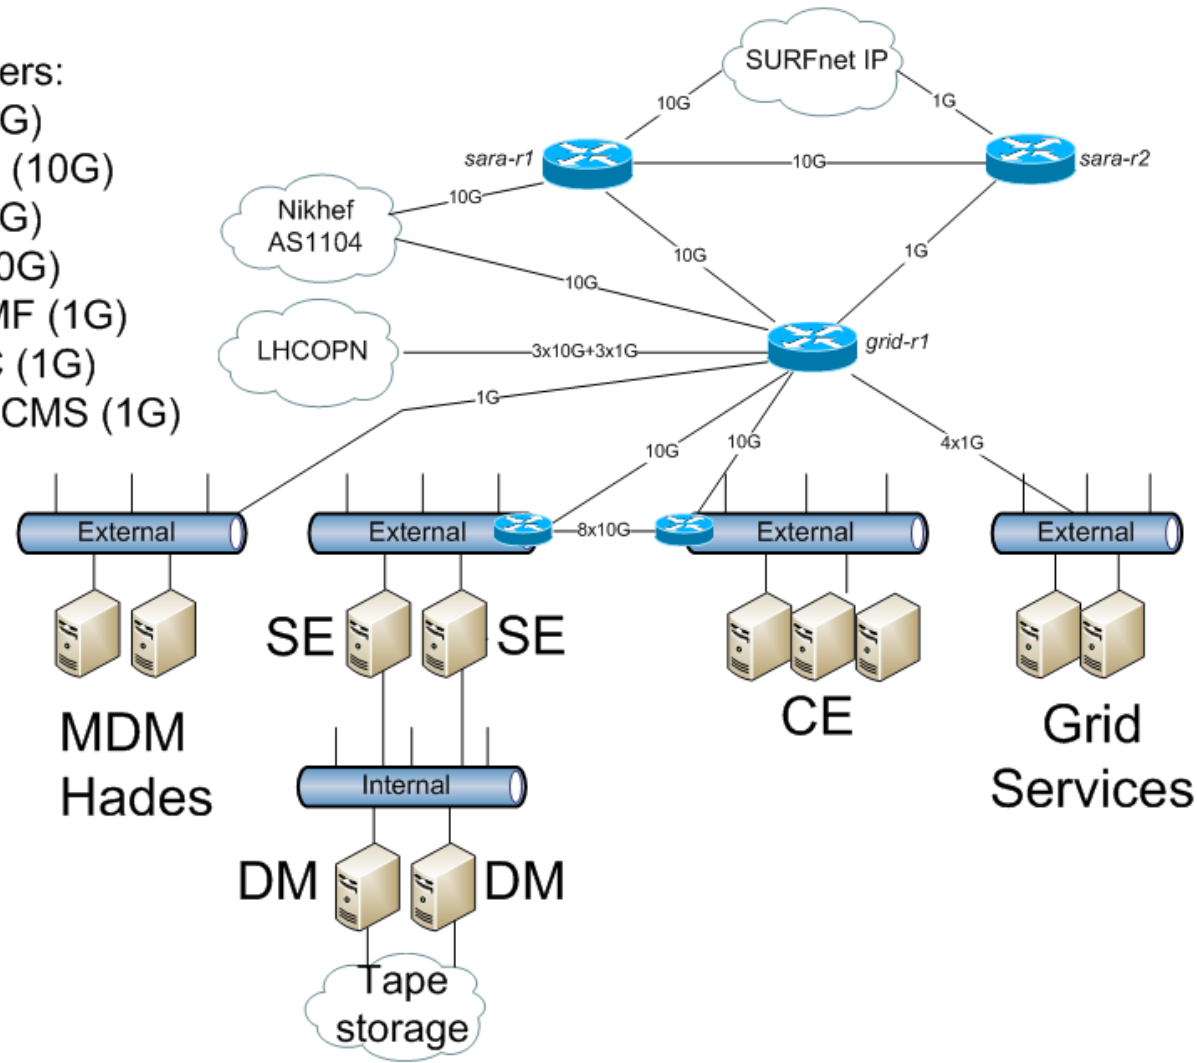 ers:
G)
(10G)
G)
0G)
MF (1G)
C (1G)
CMS (1G)
SURFnet IP
10G
1G
sara-r1
10G
sara-r2
Nikhef
AS1104
10G
10G
1G
10G
LHCOPN
3x10G+3x1G
grid-r1
1G
10G
10G
4x1G
External
External
8x10G
External
External
SE
SE
MDM
Hades
CE
Grid
Services
Internal
DM
DM
Tape
storage